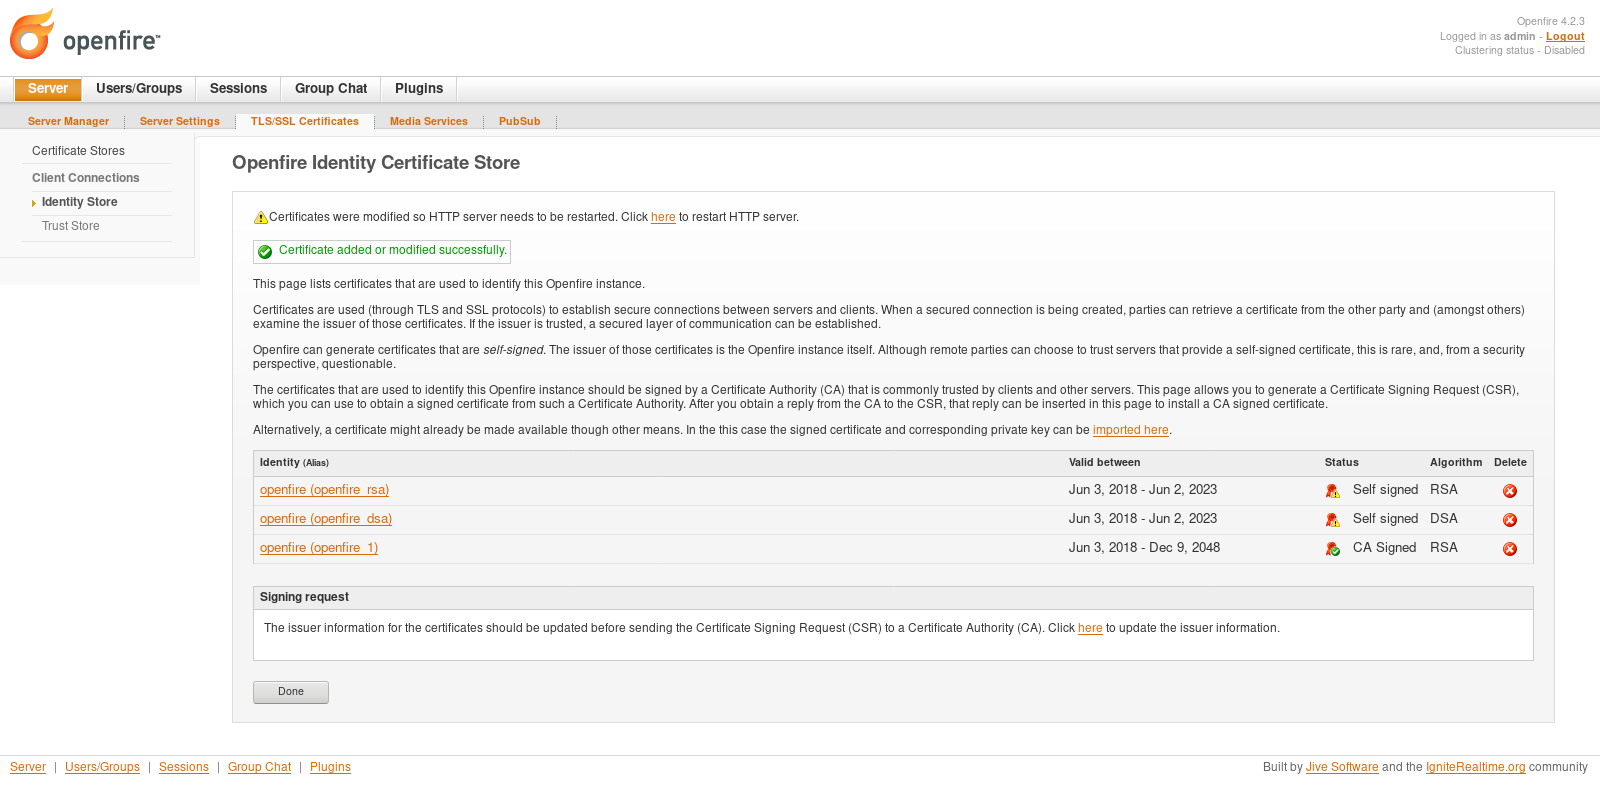 openfire™
Openfire 4.2.3
Logged in as admin - Logout
Clustering status - Disabled
Server Users/Groups Sessions Group Chat Plugins
Server Manager Server Settings TLS/SSL Certificates Media Services PubSub
Certificate Stores
Client Connections
Identity Store
Trust Store
Openfire Identity Certificate Store
Certificates were modified so HTTP server needs to be restarted. Click here to restart HTTP server.
Certificate added or modified successfully.
This page lists certificates that are used to identify this Openfire instance.
Certificates are used (through TLS and SSL protocols) to establish secure connections between servers and clients. When a secured connection is being created, parties can retrieve a certificate from the other party and (amongst others)
examine the issuer of those certificates. If the issuer is trusted, a secured layer of communication can be established.
Openfire can generate certificates that are self-signed. The issuer of those certificates is the Openfire instance itself. Although remote parties can choose to trust servers that provide a self-signed certificate, this is rare, and, from a security
perspective, questionable.
The certificates that are used to identify this Openfire instance should be signed by a Certificate Authority (CA) that is commonly trusted by clients and other servers. This page allows you to generate a Certificate Signing Request (CSR),
which you can use to obtain a signed certificate from such a Certificate Authority. After you obtain a reply from the CA to the CSR, that reply can be inserted in this page to install a CA signed certificate.
Alternatively, a certificate might already be made available though other means. In the this case the signed certificate and corresponding private key can be imported here.
Identity (Alias) Valid between Status Algorithm Delete
openfire (openfire_rsa) Jun 3, 2018 - Jun 2, 2023 Self signed RSA
openfire (openfire_dsa) Jun 3, 2018 - Jun 2, 2023 Self signed DSA
openfire (openfire_1) Jun 3, 2018 - Dec 9, 2048 CA Signed RSA
Signing request
The issuer information for the certificates should be updated before sending the Certificate Signing Request (CSR) to a Certificate Authority (CA). Click here to update the issuer information.
Done
Server | Users/Groups | Sessions | Group Chat | Plugins
Built by Jive Software and the IgniteRealtime.org community